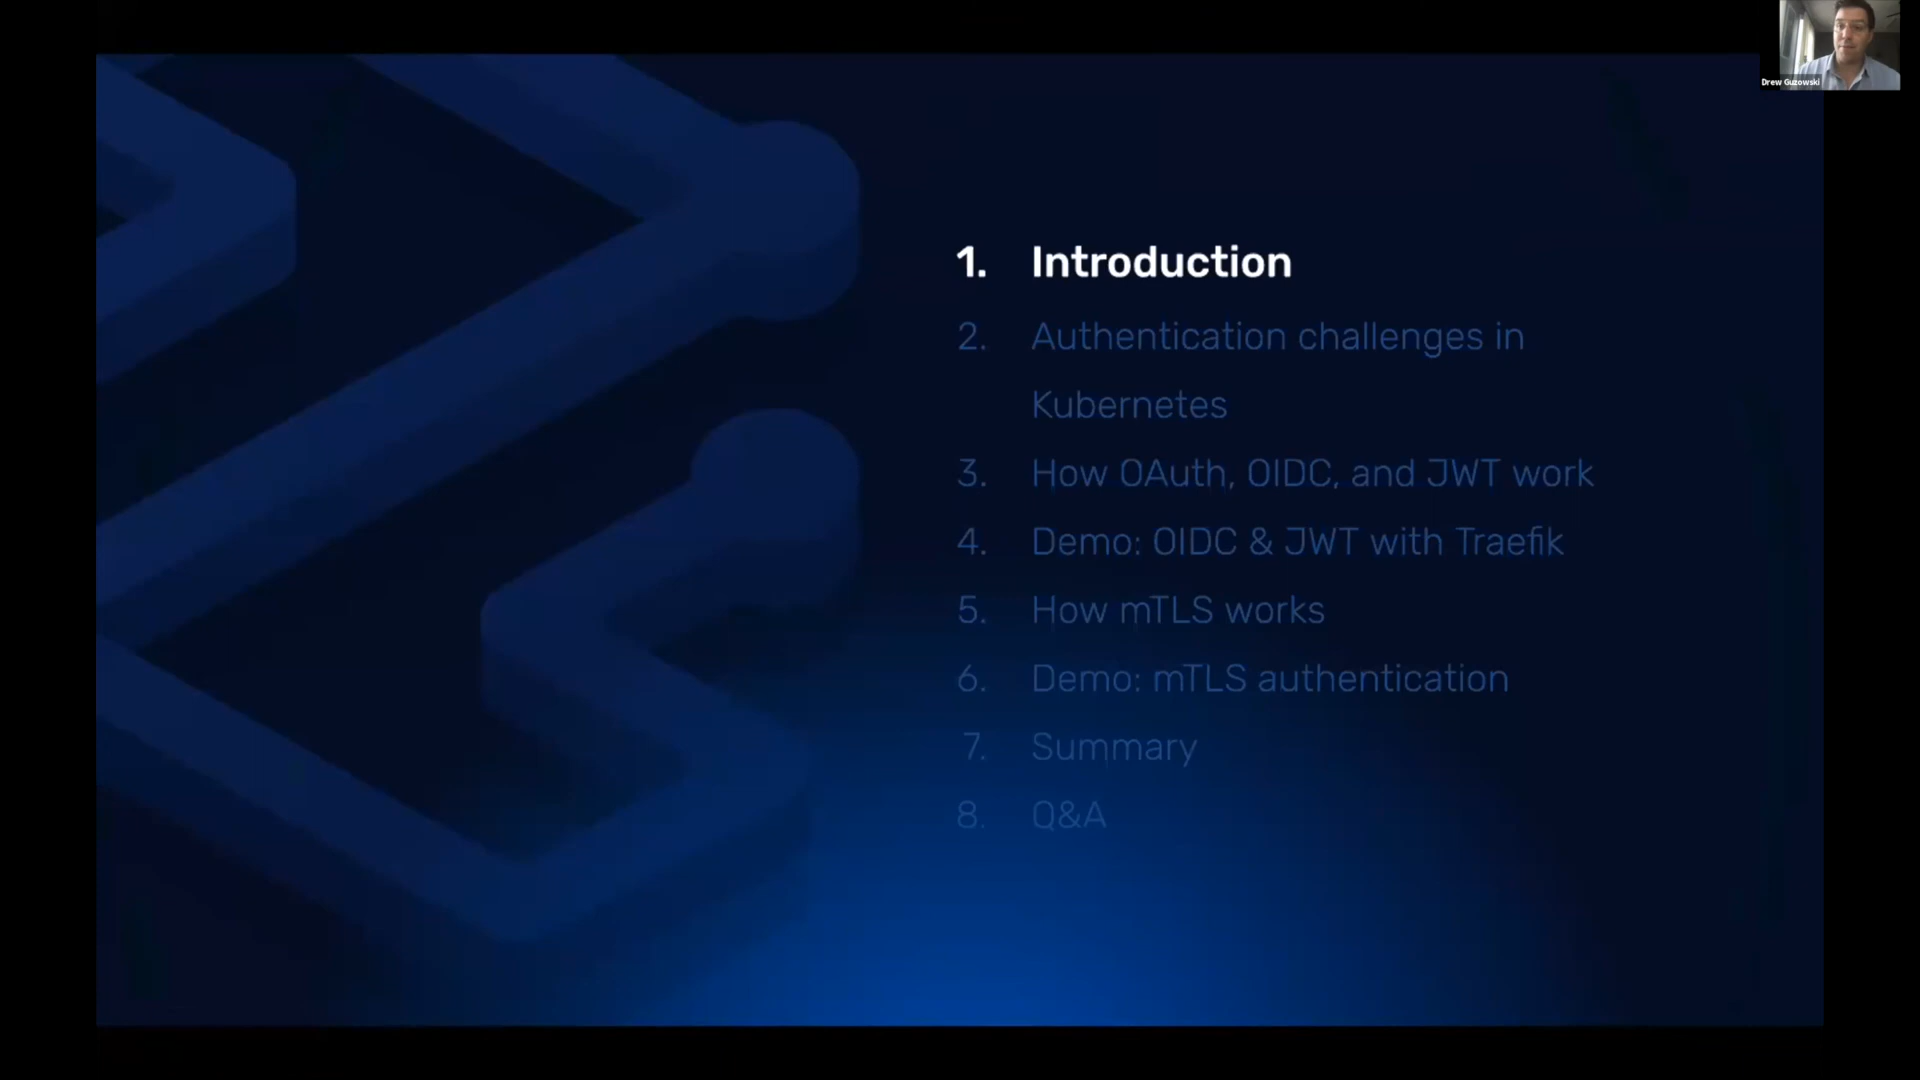 Drew Guzowski
1. Introduction
2. Authentication challenges in
Kubernetes
3. How OAuth, OIDC, and JWT work
4. Demo: OIDC & JWT with Traefik
5. How mTLS works
6. Demo: mTLS authentication
7. Summary
8. Q&A